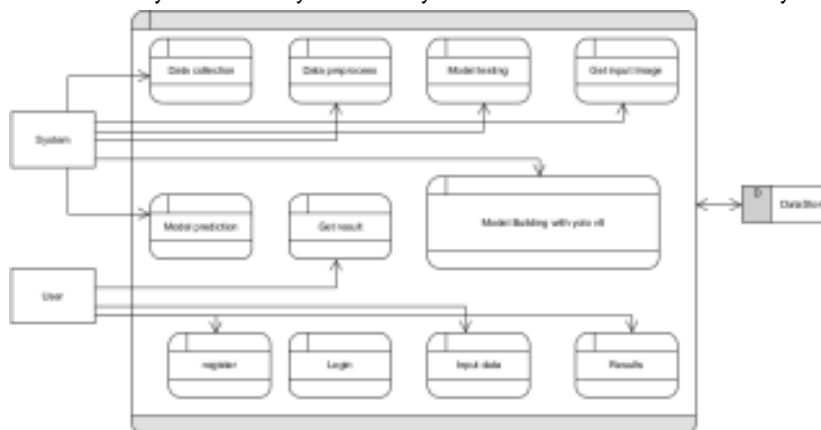 Data collection
Data preprocess
Model testing
Get input image
System
D
DataStor
Model prediction
Get result
Model Building with yolo v8
User
register
Login
Input data
Results